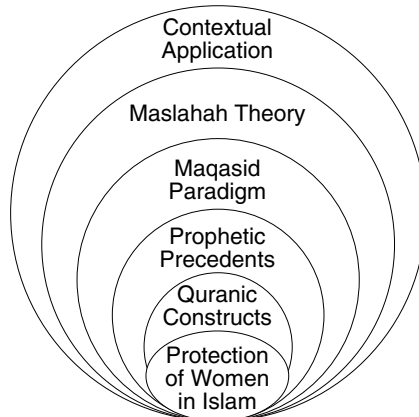 Contextual
Application
Maslahah Theory
Maqasid
Paradigm
Prophetic
Precedents
Quranic
Constructs
Protection
of Women
in Islam